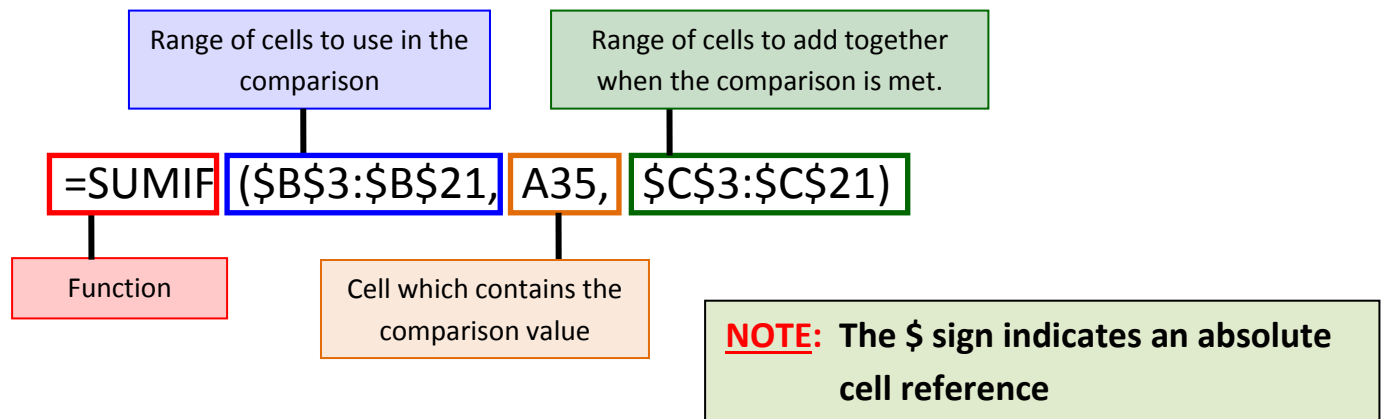 Range of cells to use in the
comparison
Range of cells to add together
when the comparison is met.
=SUMIF ($B$3:$B$21, A35, $C$3:$C$21)
Function
Cell which contains the
comparison value
NOTE: The $ sign indicates an absolute
cell reference